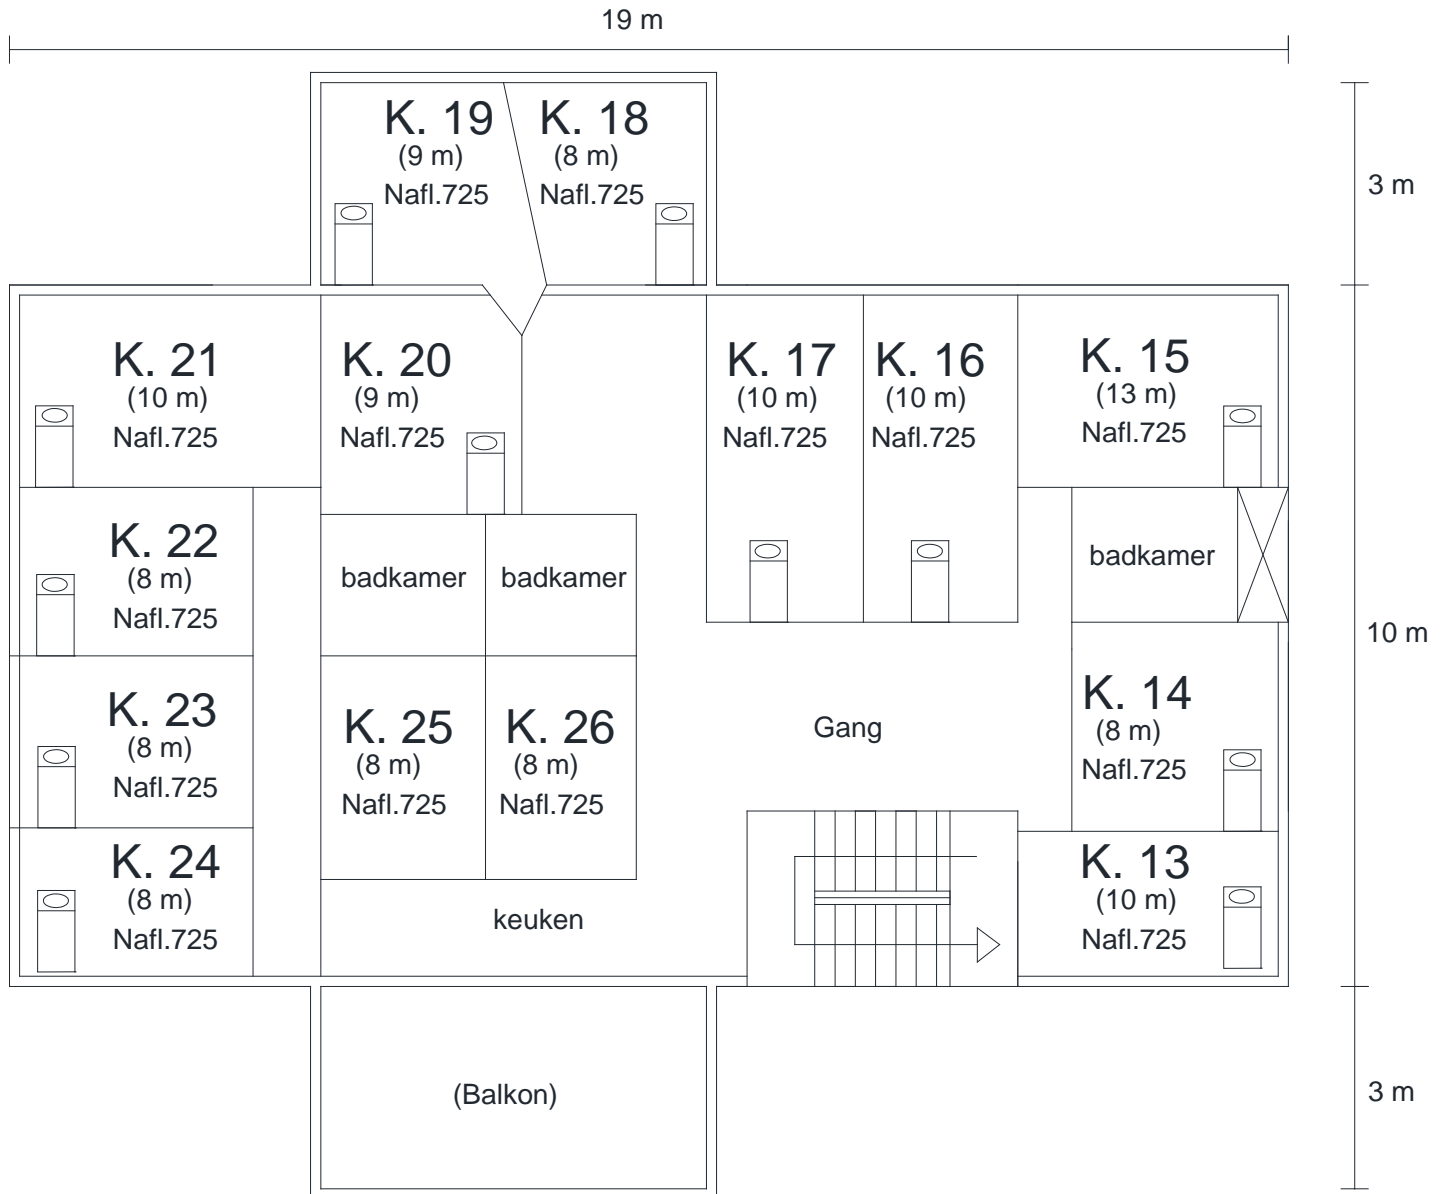 19 m
K. 19
(9 m)
Nafl.725
K. 18
(8 m)
Nafl.725
3 m
K. 21
(10 m)
Nafl.725
K. 20
(9 m)
Nafl.725
K. 17
(10 m)
Nafl.725
K. 16
(10 m)
Nafl.725
K. 15
(13 m)
Nafl.725
K. 22
(8 m)
Nafl.725
badkamer
badkamer
badkamer
10 m
K. 23
(8 m)
Nafl.725
K. 25
(8 m)
Nafl.725
K. 26
(8 m)
Nafl.725
Gang
K. 14
(8 m)
Nafl.725
K. 24
(8 m)
Nafl.725
keuken
K. 13
(10 m)
Nafl.725
(Balkon)
3 m